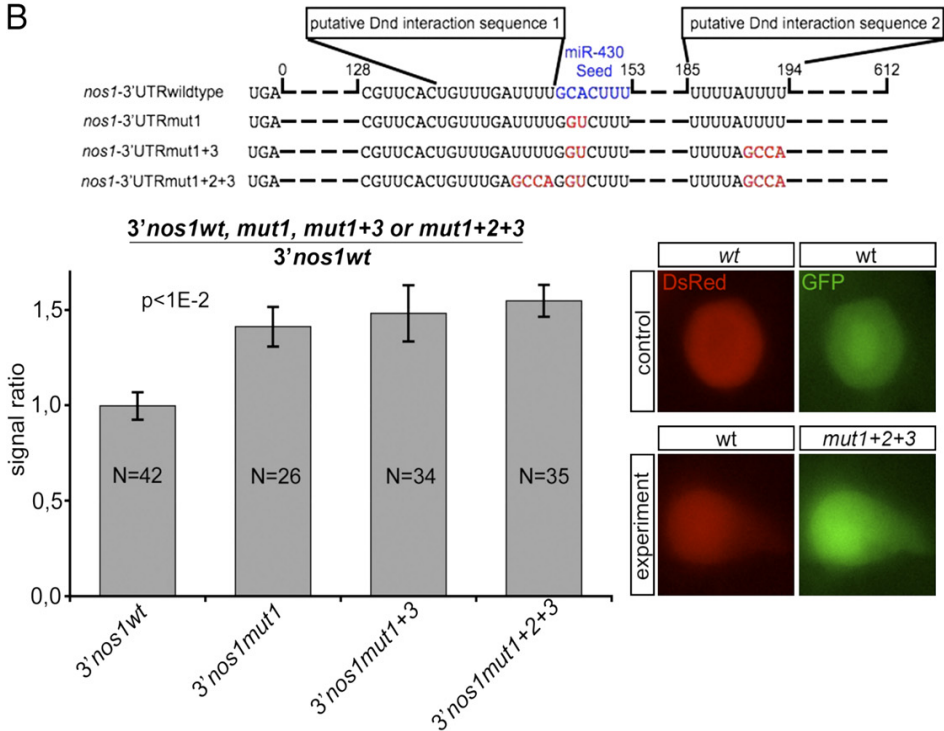 B
putative Dnd interaction sequence 1
putative Dnd interaction sequence 2
miR-430
Seed
0 128 153 185 194 612
nos1-3'UTRwildtype UGA CGUUCACUGUUUGAUUUUGCACUUU UUUUAUUUU
nos1-3'UTRmut1 UGA CGUUCACUGUUUGAUUUUGGUCUUU UUUUAUUUU
nos1-3'UTRmut1+3 UGA CGUUCACUGUUUGAUUUUGGUCUUU UUUUAGCCA
nos1-3'UTRmut1+2+3 UGA CGUUCACUGUUUGAGCCAGGUCUUU UUUUAGCCA
3'nos1wt, mut1, mut1+3 or mut1+2+3
3'nos1wt
p<1E-2
signal ratio
1,5
1,0
0,5
0,0
N=42 N=26 N=34 N=35
3'nos1wt
3'nos1mut1
3'nos1mut1+3
3'nos1mut1+2+3
wt wt
DsRed GFP
control
wt mut1+2+3
experiment